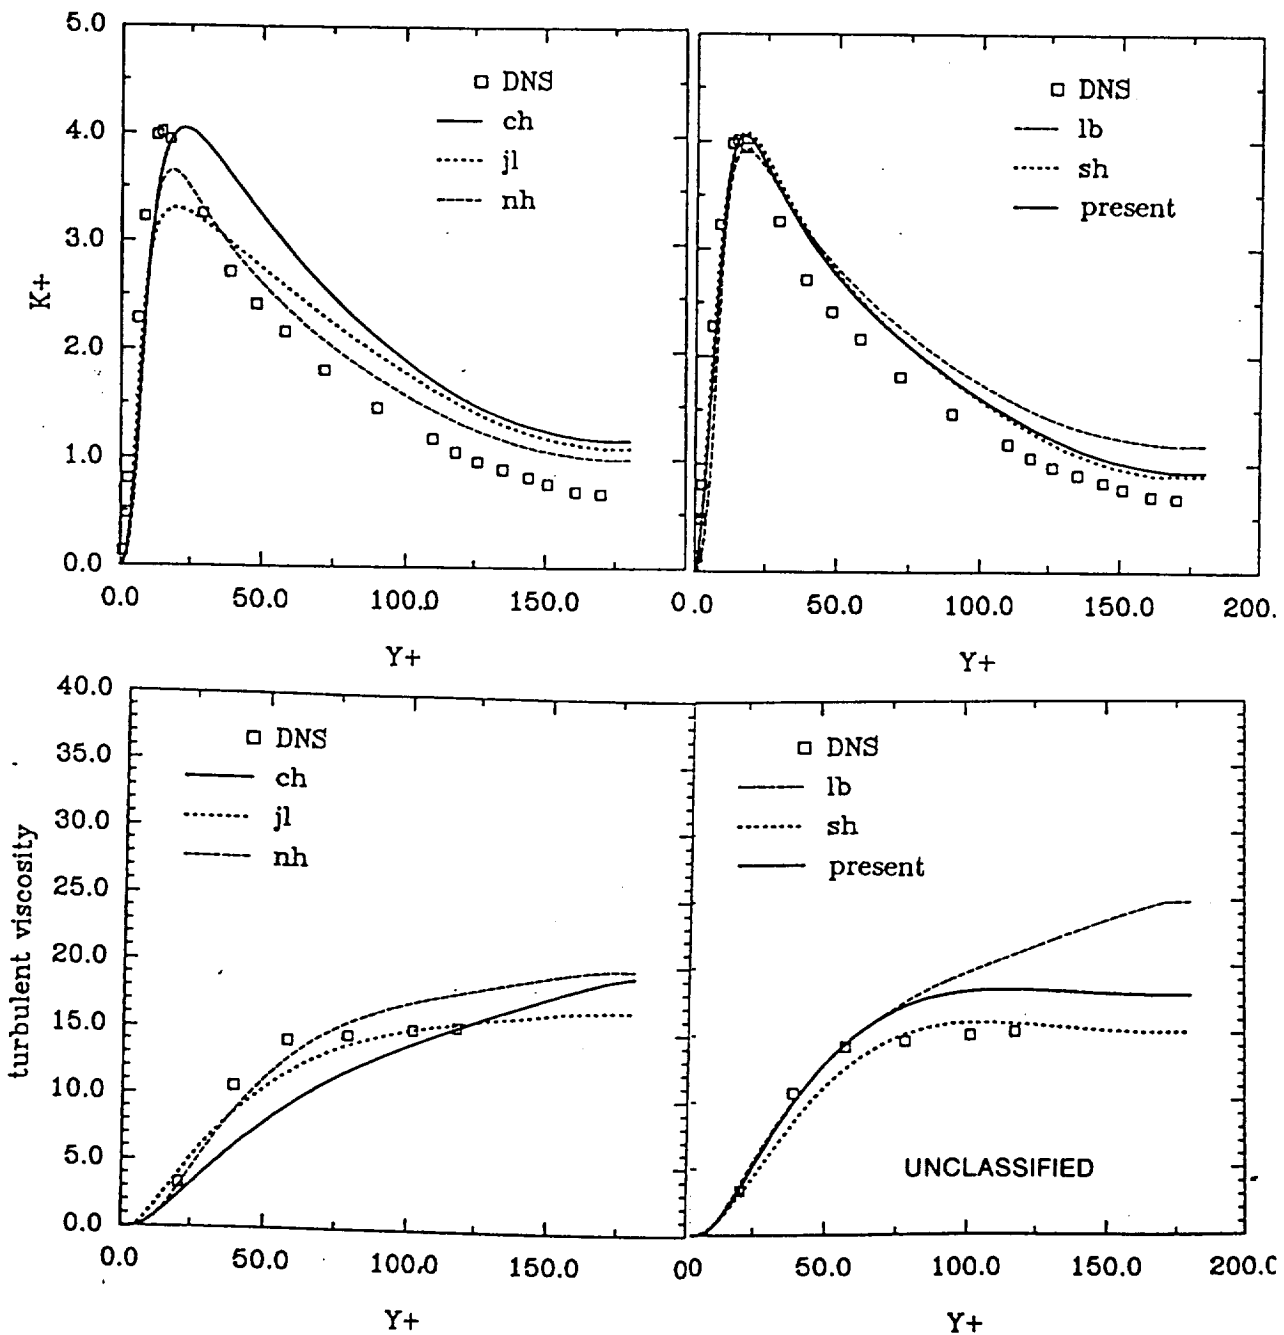 5.0
4.0
3.0
2.0
1.0
0.0
K+
DNS
ch
jl
nh
0.0 50.0 100.0 150.0
Y+
DNS
lb
sh
present
0.0 50.0 100.0 150.0 200.
Y+
40.0
35.0
30.0
25.0
20.0
15.0
10.0
5.0
0.0
turbulent viscosity
DNS
ch
jl
nh
0.0 50.0 100.0 150.0
Y+
DNS
lb
sh
present
UNCLASSIFIED
00 50.0 100.0 150.0 200.0
Y+